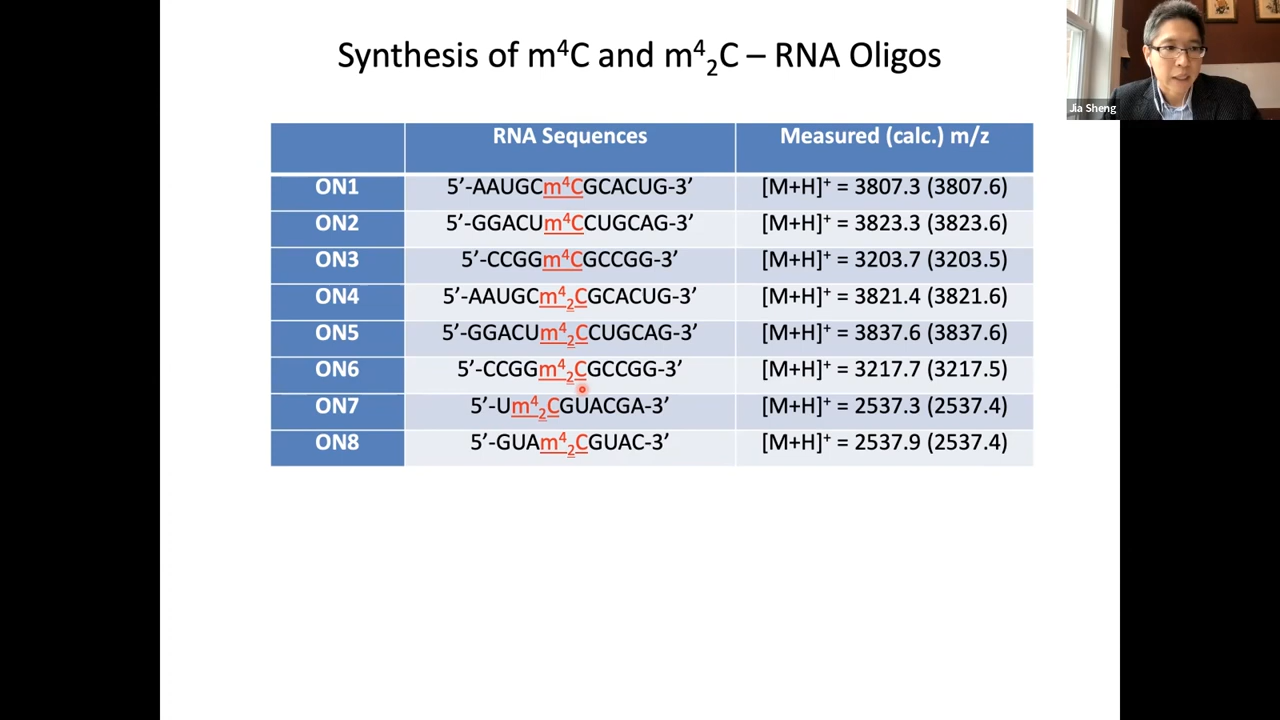 Synthesis of m⁴C and m⁴₂C – RNA Oligos
Jia Sheng
RNA Sequences Measured (calc.) m/z
ON1 5’-AAUGCm⁴CGCACUG-3’ [M+H]⁺ = 3807.3 (3807.6)
ON2 5’-GGACUm⁴CCUGCAG-3’ [M+H]⁺ = 3823.3 (3823.6)
ON3 5’-CCGGm⁴CGCCGG-3’ [M+H]⁺ = 3203.7 (3203.5)
ON4 5’-AAUGCm⁴₂CGCACUG-3’ [M+H]⁺ = 3821.4 (3821.6)
ON5 5’-GGACUm⁴₂CCUGCAG-3’ [M+H]⁺ = 3837.6 (3837.6)
ON6 5’-CCGGm⁴₂CGCCGG-3’ [M+H]⁺ = 3217.7 (3217.5)
ON7 5’-Um⁴₂CGUACGA-3’ [M+H]⁺ = 2537.3 (2537.4)
ON8 5’-GUAm⁴₂CGUAC-3’ [M+H]⁺ = 2537.9 (2537.4)